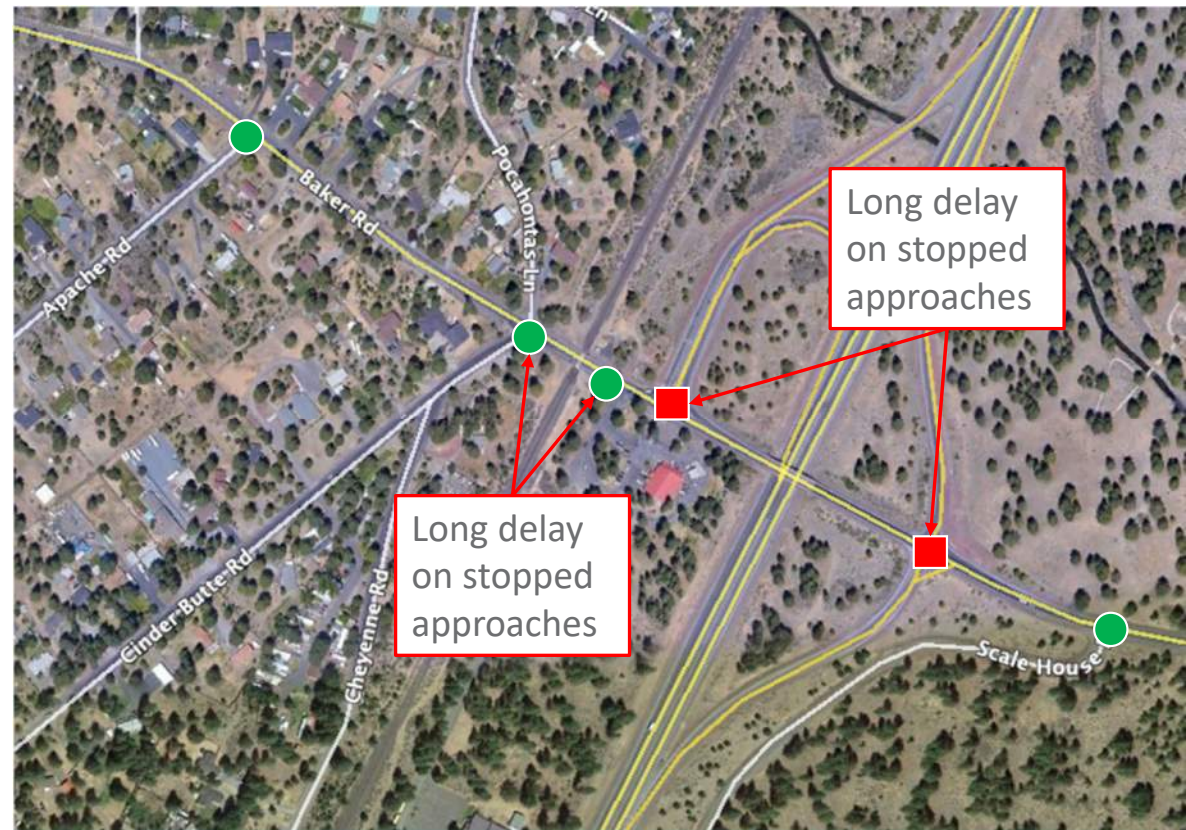 Ln
Pocahontas Ln
Baker Rd
Apache Rd
Long delay
on stopped
approaches
Long delay
on stopped
approaches
Cinder Butte Rd
Cheyenne Rd
Scale House